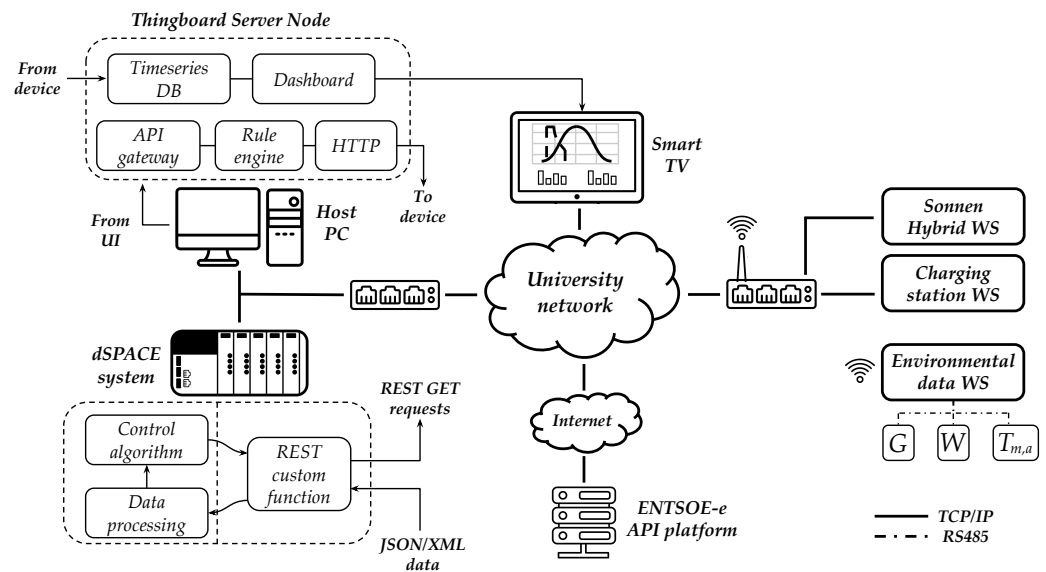 Thingboard Server Node
From
device
Timeseries
DB
Dashboard
API
gateway
Rule
engine
HTTP
From
UI
Host
PC
To
device
Smart
TV
University
network
Sonnen
Hybrid WS
Charging
station WS
dSPACE
system
Environmental
data WS
G
W
T_{m,a}
REST GET
requests
Internet
Control
algorithm
REST
custom
function
Data
processing
JSON/XML
data
ENTSOE-e
API platform
TCP/IP
RS485